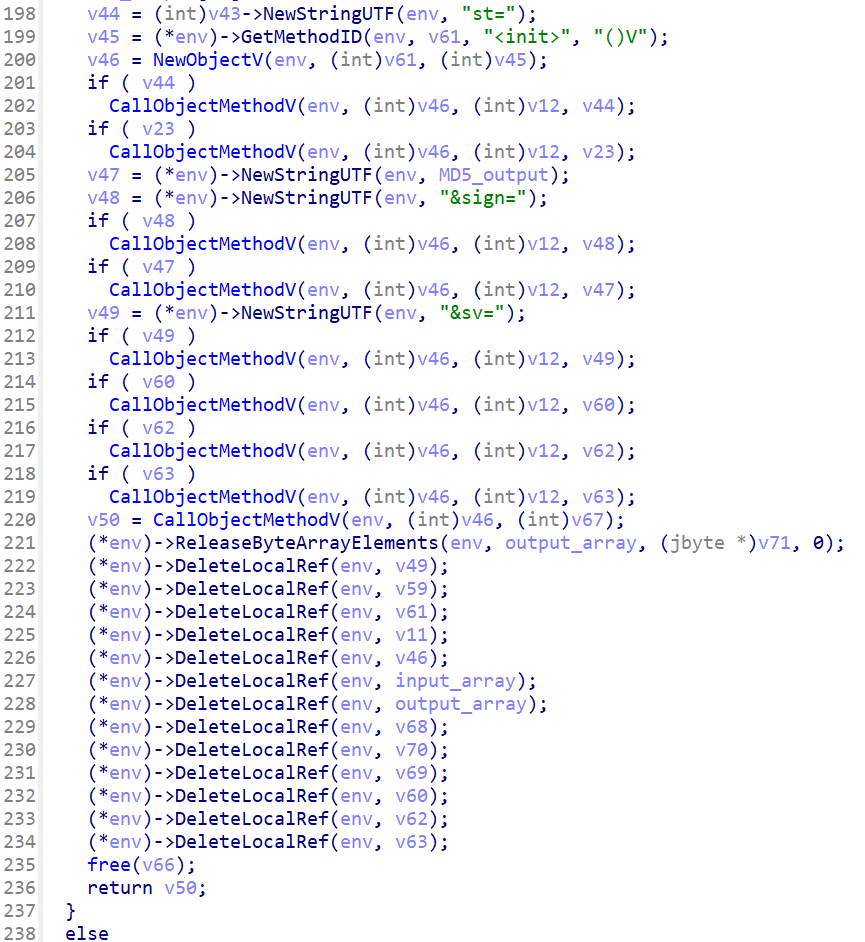 198 v44 = (int)v43->NewStringUTF(env, "st=");
199 v45 = (*env)->GetMethodID(env, v61, "<init>", "()V");
200 v46 = NewObjectV(env, (int)v61, (int)v45);
201 if ( v44 )
202 CallObjectMethodV(env, (int)v46, (int)v12, v44);
203 if ( v23 )
204 CallObjectMethodV(env, (int)v46, (int)v12, v23);
205 v47 = (*env)->NewStringUTF(env, MD5_output);
206 v48 = (*env)->NewStringUTF(env, "&sign=");
207 if ( v48 )
208 CallObjectMethodV(env, (int)v46, (int)v12, v48);
209 if ( v47 )
210 CallObjectMethodV(env, (int)v46, (int)v12, v47);
211 v49 = (*env)->NewStringUTF(env, "&sv=");
212 if ( v49 )
213 CallObjectMethodV(env, (int)v46, (int)v12, v49);
214 if ( v60 )
215 CallObjectMethodV(env, (int)v46, (int)v12, v60);
216 if ( v62 )
217 CallObjectMethodV(env, (int)v46, (int)v12, v62);
218 if ( v63 )
219 CallObjectMethodV(env, (int)v46, (int)v12, v63);
220 v50 = CallObjectMethodV(env, (int)v46, (int)v67);
221 (*env)->ReleaseByteArrayElements(env, output_array, (jbyte *)v71, 0);
222 (*env)->DeleteLocalRef(env, v49);
223 (*env)->DeleteLocalRef(env, v59);
224 (*env)->DeleteLocalRef(env, v61);
225 (*env)->DeleteLocalRef(env, v11);
226 (*env)->DeleteLocalRef(env, v46);
227 (*env)->DeleteLocalRef(env, input_array);
228 (*env)->DeleteLocalRef(env, output_array);
229 (*env)->DeleteLocalRef(env, v68);
230 (*env)->DeleteLocalRef(env, v70);
231 (*env)->DeleteLocalRef(env, v69);
232 (*env)->DeleteLocalRef(env, v60);
233 (*env)->DeleteLocalRef(env, v62);
234 (*env)->DeleteLocalRef(env, v63);
235 free(v66);
236 return v50;
237 }
238 else